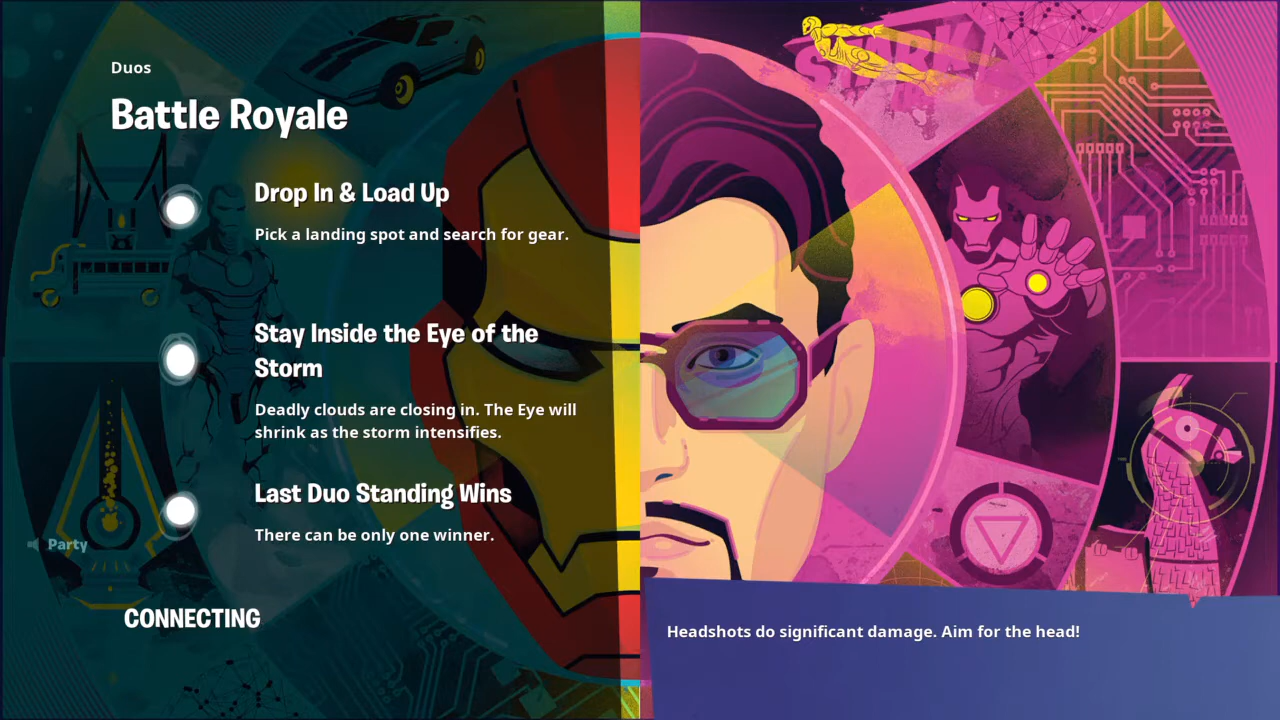 Duos
Battle Royale
Drop In & Load Up
Pick a landing spot and search for gear.
Stay Inside the Eye of the
Storm
Deadly clouds are closing in. The Eye will
shrink as the storm intensifies.
Last Duo Standing Wins
There can be only one winner.
Party
CONNECTING
STARK
Headshots do significant damage. Aim for the head!